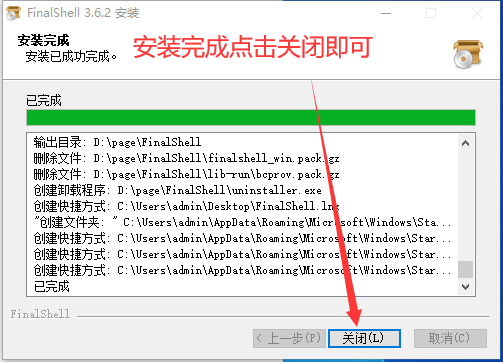 FinalShell 3.6.2 安装
安装完成
安装已成功完成。
安装完成点击关闭即可
已完成
输出目录: D:\page\FinalShell
删除文件: D:\page\FinalShell\finalshell_win.pack.gz
删除文件: D:\page\FinalShell\lib-run\bcprov.pack.gz
创建卸载程序: D:\page\FinalShell\uninstaller.exe
创建快捷方式: C:\Users\admin\Desktop\FinalShell.lnk
"创建文件夹: " C:\Users\admin\AppData\Roaming\Microsoft\Windows\Sta...
创建快捷方式: C:\Users\admin\AppData\Roaming\Microsoft\Windows\Star...
创建快捷方式: C:\Users\admin\AppData\Roaming\Microsoft\Windows\Star...
创建快捷方式: C:\Users\admin\AppData\Roaming\Microsoft\Windows\Star...
已完成
FinalShell
< 上一步(P) 关闭(L) 取消(C)